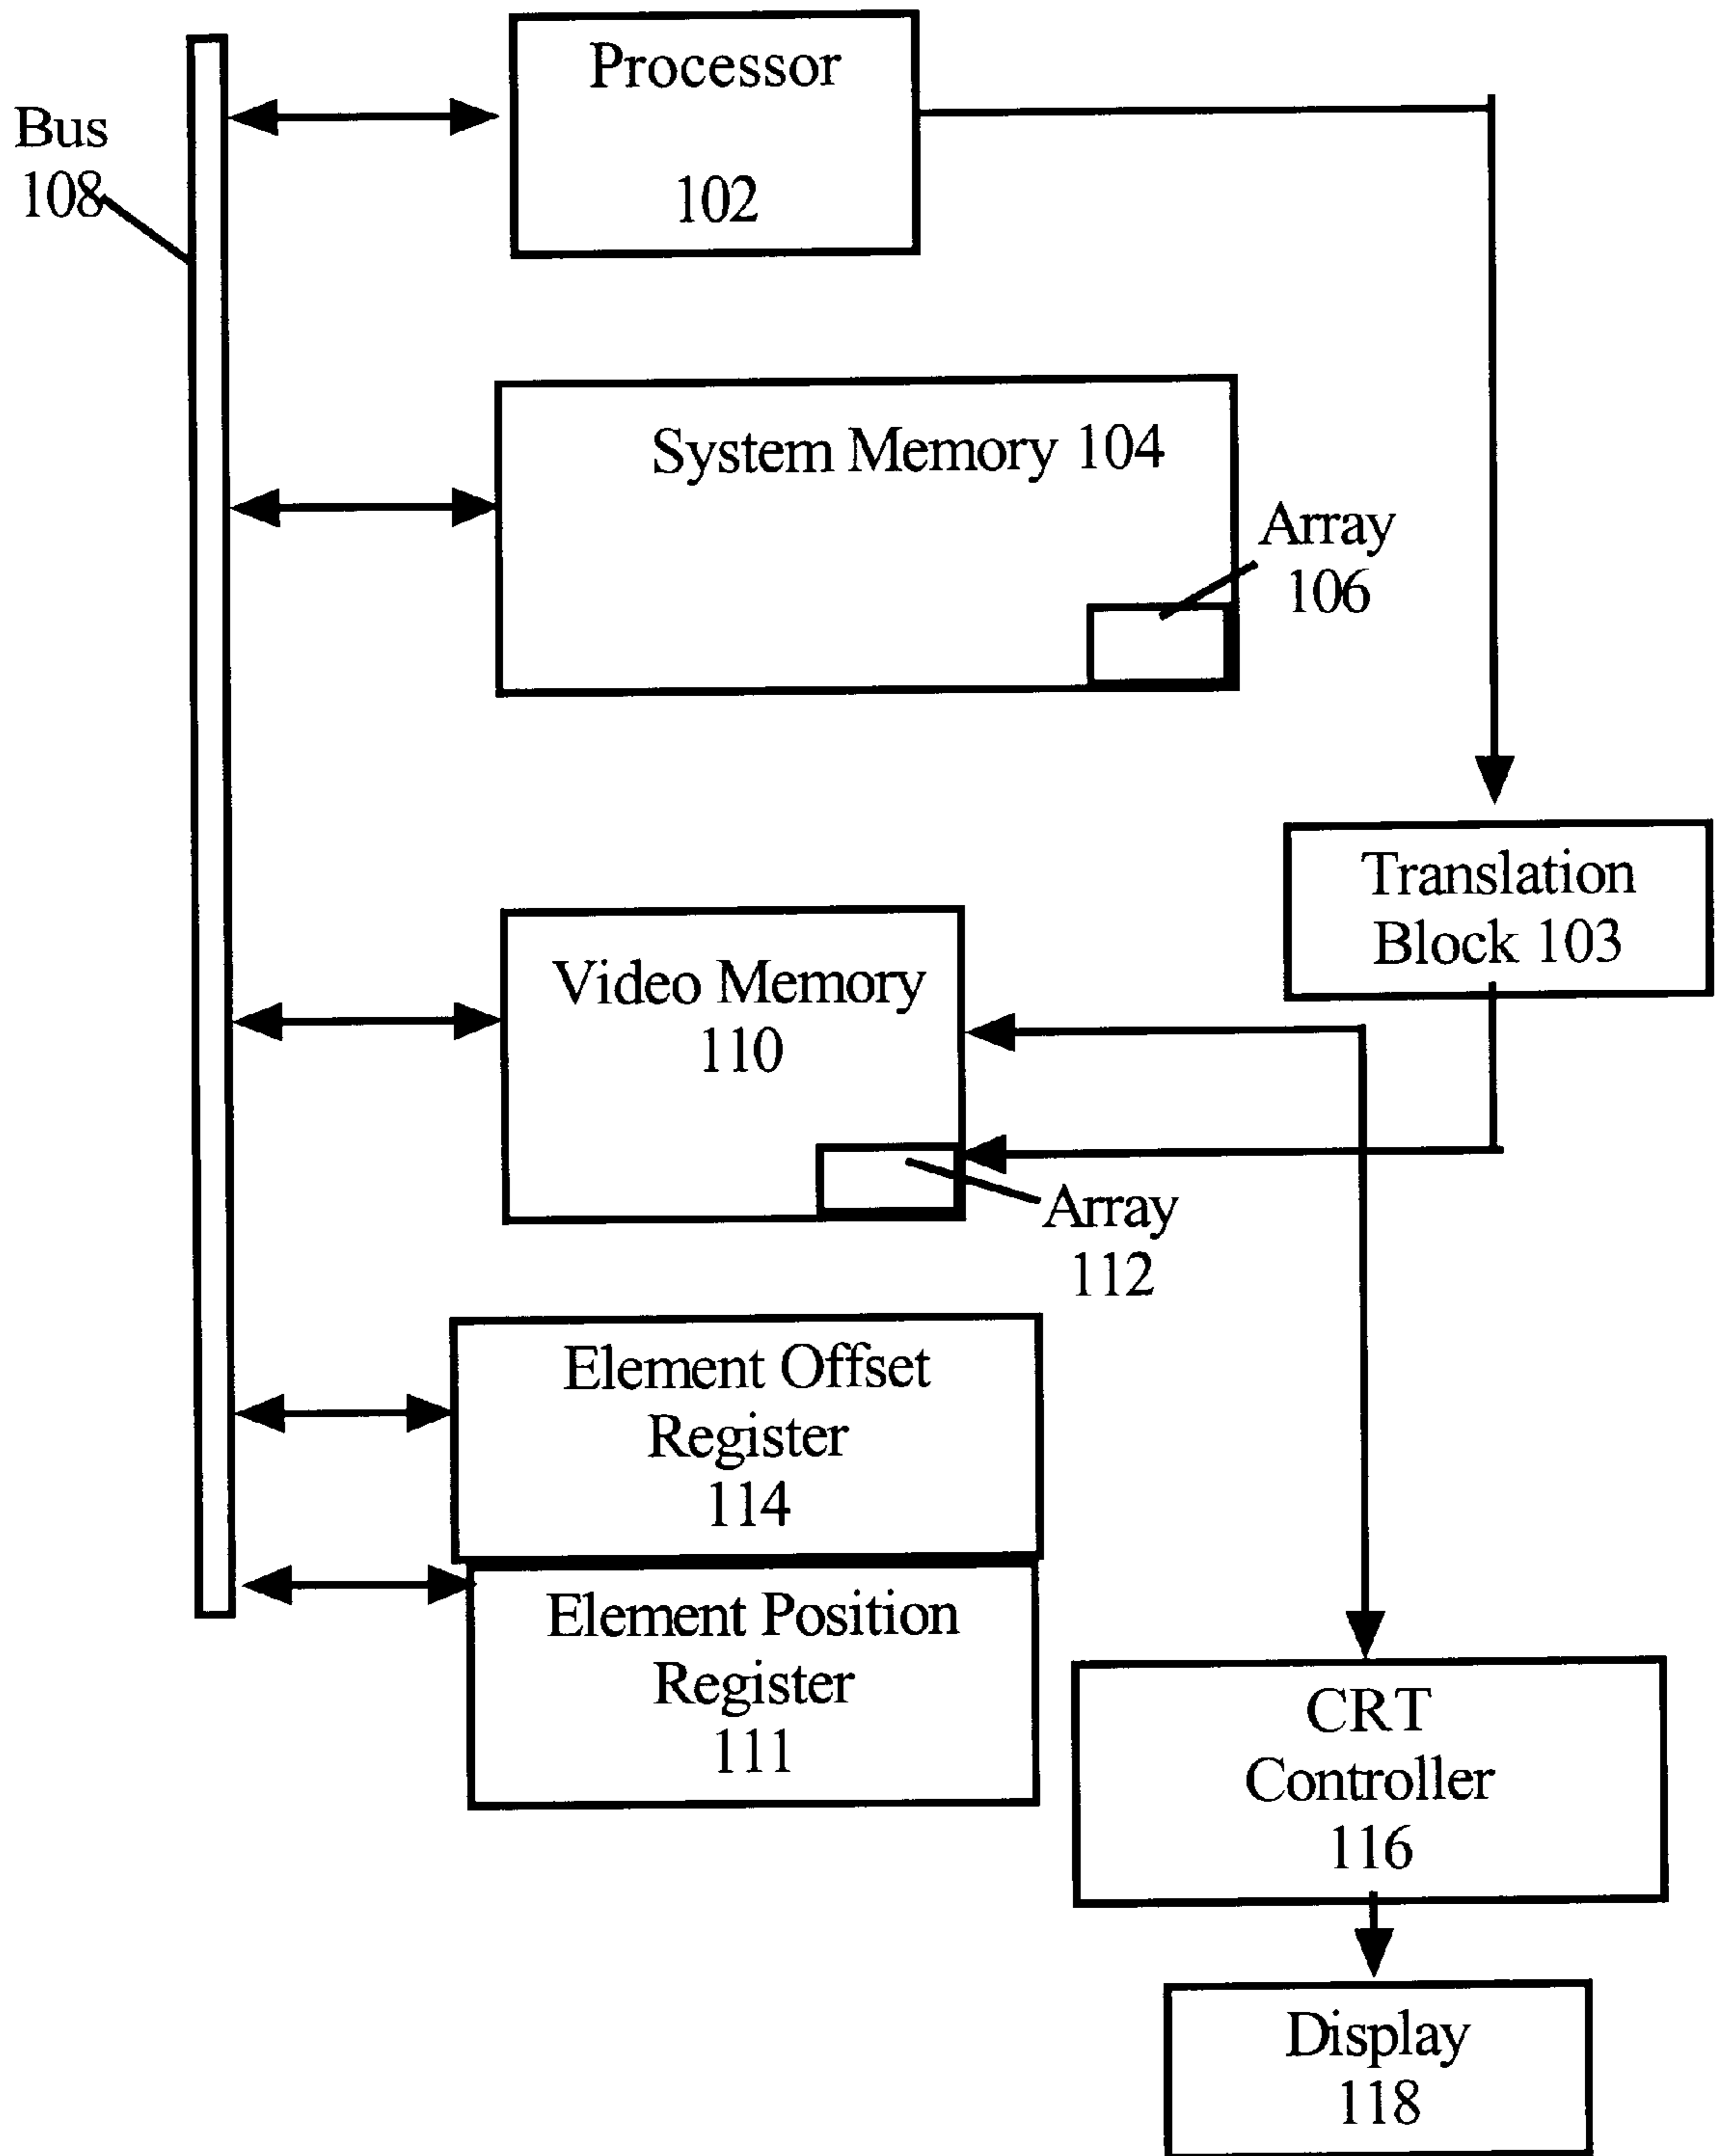 Processor
102
Bus
108
System Memory 104
Array
106
Translation
Block 103
Video Memory
110
Array
112
Element Offset
Register
114
Element Position
Register
111
CRT
Controller
116
Display
118